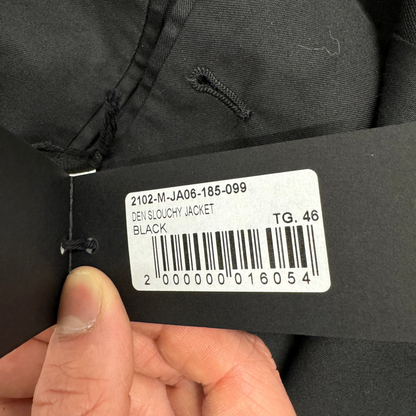 2102-M-JA06-185-099
DEN SLOUCHY JACKET
BLACK
TG. 46
2 000000 016054